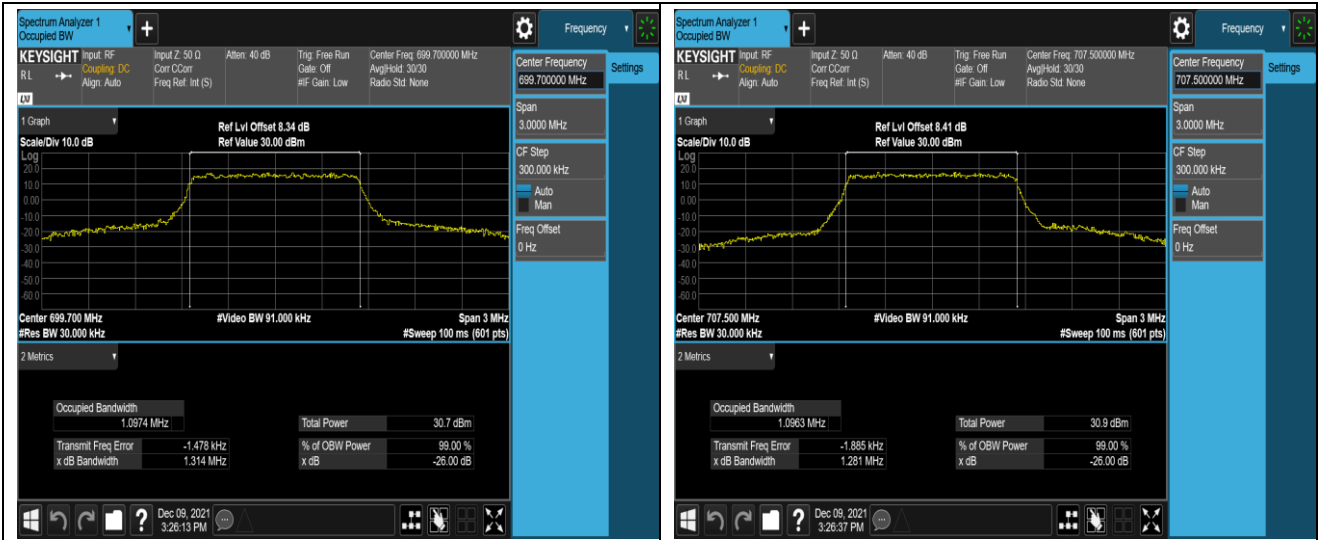 Spectrum Analyzer 1
Occupied BW
+
Frequency
KEYSIGHT Input: RF
Coupling: DC
Align: Auto
RL
LXI
Input Z: 50 Ω
Corr CCorr
Freq Ref: Int (S)
Atten: 40 dB
Trig: Free Run
Gate: Off
#IF Gain: Low
Center Freq: 699.700000 MHz
Avg|Hold: 30/30
Radio Std: None
Center Frequency
699.700000 MHz
Settings
Span
3.0000 MHz
CF Step
300.000 kHz
Auto
Man
Freq Offset
0 Hz
1 Graph
Scale/Div 10.0 dB
Ref Lvl Offset 8.34 dB
Ref Value 30.00 dBm
Log
20.0
10.0
0.00
-10.0
-20.0
-30.0
-40.0
-50.0
-60.0
Center 699.700 MHz
#Video BW 91.000 kHz
Span 3 MHz
#Res BW 30.000 kHz
#Sweep 100 ms (601 pts)
2 Metrics
Occupied Bandwidth
1.0974 MHz
Total Power 30.7 dBm
Transmit Freq Error -1.478 kHz
% of OBW Power 99.00 %
x dB Bandwidth 1.314 MHz
x dB -26.00 dB
?
Dec 09, 2021
3:26:13 PM
Spectrum Analyzer 1
Occupied BW
+
Frequency
KEYSIGHT Input: RF
Coupling: DC
Align: Auto
RL
LXI
Input Z: 50 Ω
Corr CCorr
Freq Ref: Int (S)
Atten: 40 dB
Trig: Free Run
Gate: Off
#IF Gain: Low
Center Freq: 707.500000 MHz
Avg|Hold: 30/30
Radio Std: None
Center Frequency
707.500000 MHz
Settings
Span
3.0000 MHz
CF Step
300.000 kHz
Auto
Man
Freq Offset
0 Hz
1 Graph
Scale/Div 10.0 dB
Ref Lvl Offset 8.41 dB
Ref Value 30.00 dBm
Log
20.0
10.0
0.00
-10.0
-20.0
-30.0
-40.0
-50.0
-60.0
Center 707.500 MHz
#Video BW 91.000 kHz
Span 3 MHz
#Res BW 30.000 kHz
#Sweep 100 ms (601 pts)
2 Metrics
Occupied Bandwidth
1.0963 MHz
Total Power 30.9 dBm
Transmit Freq Error -1.885 kHz
% of OBW Power 99.00 %
x dB Bandwidth 1.281 MHz
x dB -26.00 dB
?
Dec 09, 2021
3:26:37 PM